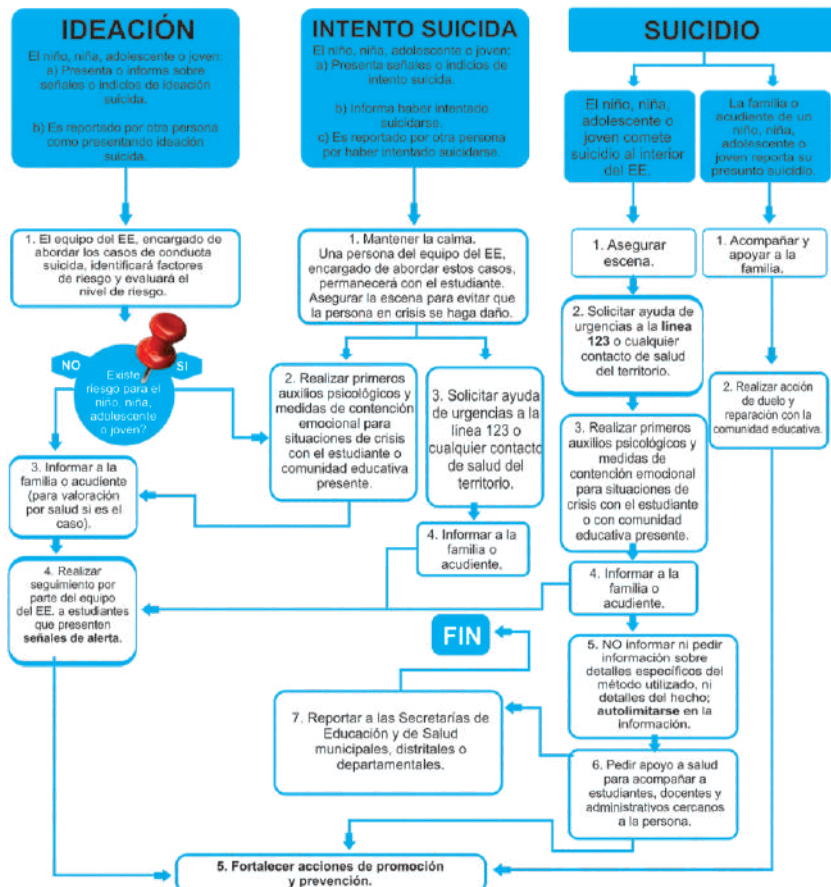 IDEACIÓN
El niño, niña, adolescente o joven:
a) Presenta o informa sobre
señales o indicios de ideación
suicida.
b) Es reportado por otra persona
como presentando ideación
suicida.
1. El equipo del EE, encargado de
abordar los casos de conducta
suicida, identificará factores
de riesgo y evaluará el
nivel de riesgo.
NO
SI
Existe
riesgo para el
niño, niña,
adolescente
o joven?
3. Informar a la
familia o acudiente
(para valoración
por salud si es el
caso).
4. Realizar
seguimiento por
parte del equipo
del EE. a estudiantes
que presenten
señales de alerta.
INTENTO SUICIDA
El niño, niña, adolescente o joven:
a) Presenta señales o indicios de
intento suicida.
b) Informa haber intentado
suicidarse.
c) Es reportado por otra persona
por haber intentado suicidarse.
1. Mantener la calma.
Una persona del equipo del EE,
encargado de abordar estos casos,
permanecerá con el estudiante.
Asegurar la escena para evitar que
la persona en crisis se haga daño.
2. Realizar primeros
auxilios psicológicos y
medidas de contención
emocional para
situaciones de crisis
con el estudiante o
comunidad educativa
presente.
3. Solicitar ayuda
de urgencias a la
línea 123 o
cualquier contacto
de salud del
territorio.
4. Informar a la
familia o
acudiente.
SUICIDIO
El niño, niña,
adolescente o
joven comete
suicidio al interior
del EE.
1. Asegurar
escena.
2. Solicitar ayuda de
urgencias a la línea
123 o cualquier
contacto de salud
del territorio.
3. Realizar primeros
auxilios psicológicos y
medidas de
contención emocional
para situaciones de
crisis con el estudiante
o con comunidad
educativa presente.
4. Informar a la
familia o
acudiente.
5. NO informar ni pedir
información sobre
detalles específicos del
método utilizado, ni
detalles del hecho;
autolimitarse en la
información.
6. Pedir apoyo a salud
para acompañar a
estudiantes, docentes y
administrativos cercanos
a la persona.
La familia o
acudiente de un
niño, niña,
adolescente o
joven reporta su
presunto suicidio.
1. Acompañar y
apoyar a la
familia.
2. Realizar acción
de duelo y
reparación con la
comunidad educativa.
7. Reportar a las Secretarías de
Educación y de Salud
municipales, distritales o
departamentales.
FIN
5. Fortalecer acciones de promoción
y prevención.